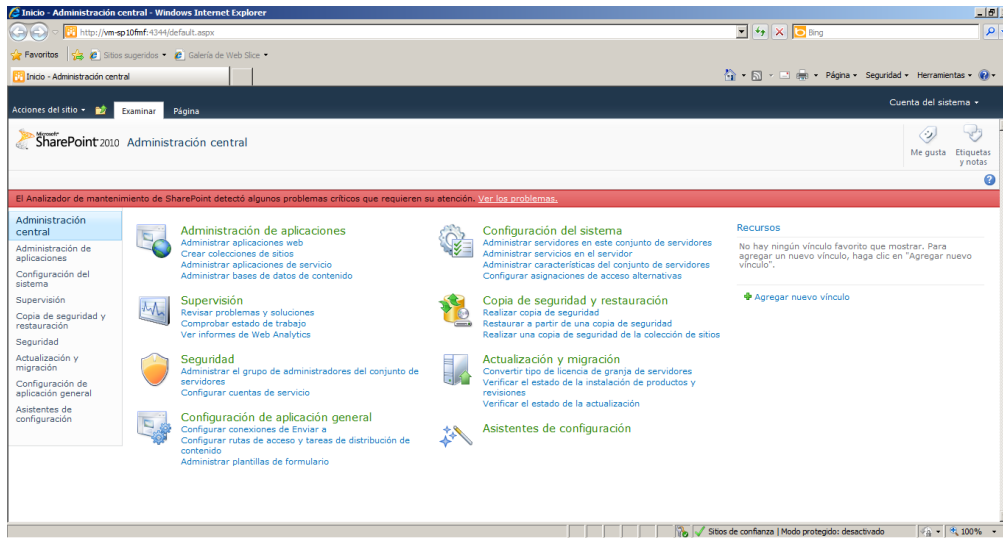 Inicio - Administración central - Windows Internet Explorer
http://vm-sp10fmf:4344/default.aspx
Bing
Favoritos
Sitios sugeridos
Galería de Web Slice
Inicio - Administración central
Página
Seguridad
Herramientas
Acciones del sitio
Examinar
Página
Cuenta del sistema
Microsoft
SharePoint 2010
Administración central
Me gusta
Etiquetas
y notas
El Analizador de mantenimiento de SharePoint detectó algunos problemas críticos que requieren su atención. Ver los problemas.
Administración
central
Administración de
aplicaciones
Configuración del
sistema
Supervisión
Copia de seguridad y
restauración
Seguridad
Actualización y
migración
Configuración de
aplicación general
Asistentes de
configuración
Administración de aplicaciones
Administrar aplicaciones web
Crear colecciones de sitios
Administrar aplicaciones de servicio
Administrar bases de datos de contenido
Supervisión
Revisar problemas y soluciones
Comprobar estado de trabajo
Ver informes de Web Analytics
Seguridad
Administrar el grupo de administradores del conjunto de
servidores
Configurar cuentas de servicio
Configuración de aplicación general
Configurar conexiones de Enviar a
Configurar rutas de acceso y tareas de distribución de
contenido
Administrar plantillas de formulario
Configuración del sistema
Administrar servidores en este conjunto de servidores
Administrar servicios en el servidor
Administrar características del conjunto de servidores
Configurar asignaciones de acceso alternativas
Copia de seguridad y restauración
Realizar copia de seguridad
Restaurar a partir de una copia de seguridad
Realizar una copia de seguridad de la colección de sitios
Actualización y migración
Convertir tipo de licencia de granja de servidores
Verificar el estado de la instalación de productos y
revisiones
Verificar el estado de la actualización
Asistentes de configuración
Recursos
No hay ningún vínculo favorito que mostrar. Para
agregar un nuevo vínculo, haga clic en "Agregar nuevo
vínculo".
Agregar nuevo vínculo
Sitios de confianza | Modo protegido: desactivado
100%